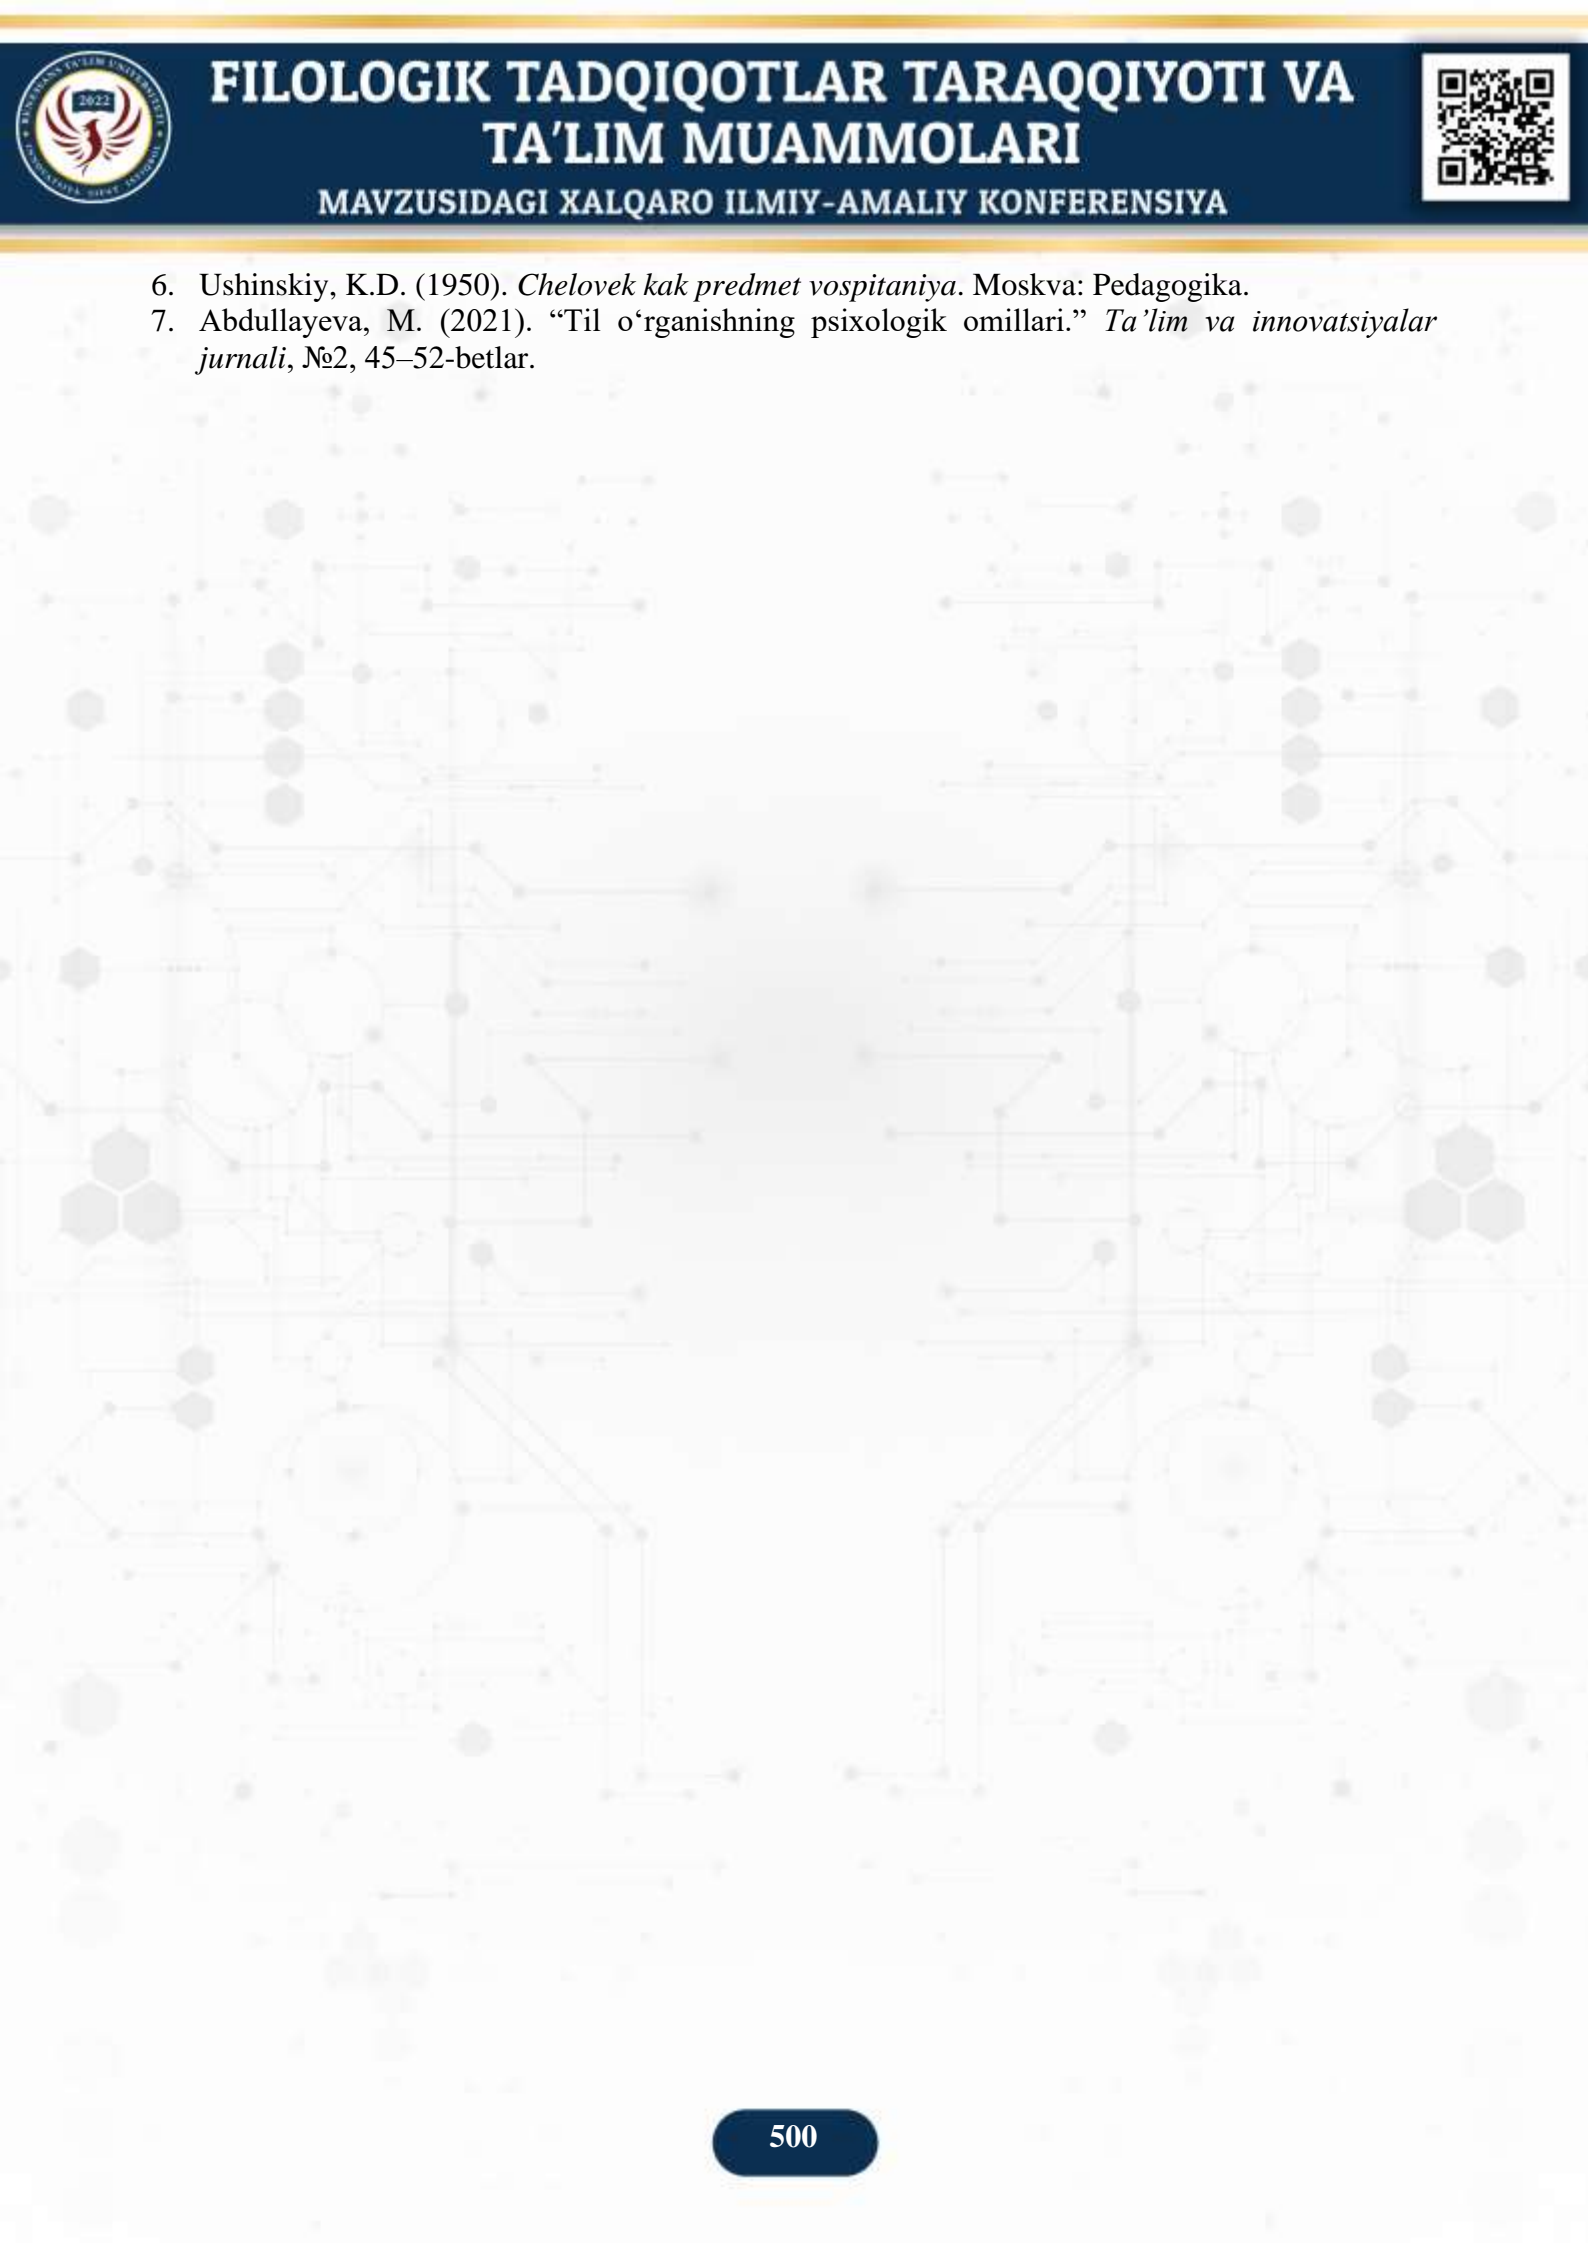 FILOLOGIK TADQIQOTLAR TARAQQIYOTI VA
TA'LIM MUAMMOLARI
MAVZUSIDAGI XALQARO ILMIY-AMALIY KONFERENSIYA
2022
6. Ushinskiy, K.D. (1950). Chelovek kak predmet vospitaniya. Moskva: Pedagogika.
7. Abdullayeva, M. (2021). “Til o‘rganishning psixologik omillari.” Ta’lim va innovatsiyalar
jurnali, №2, 45–52-betlar.
500